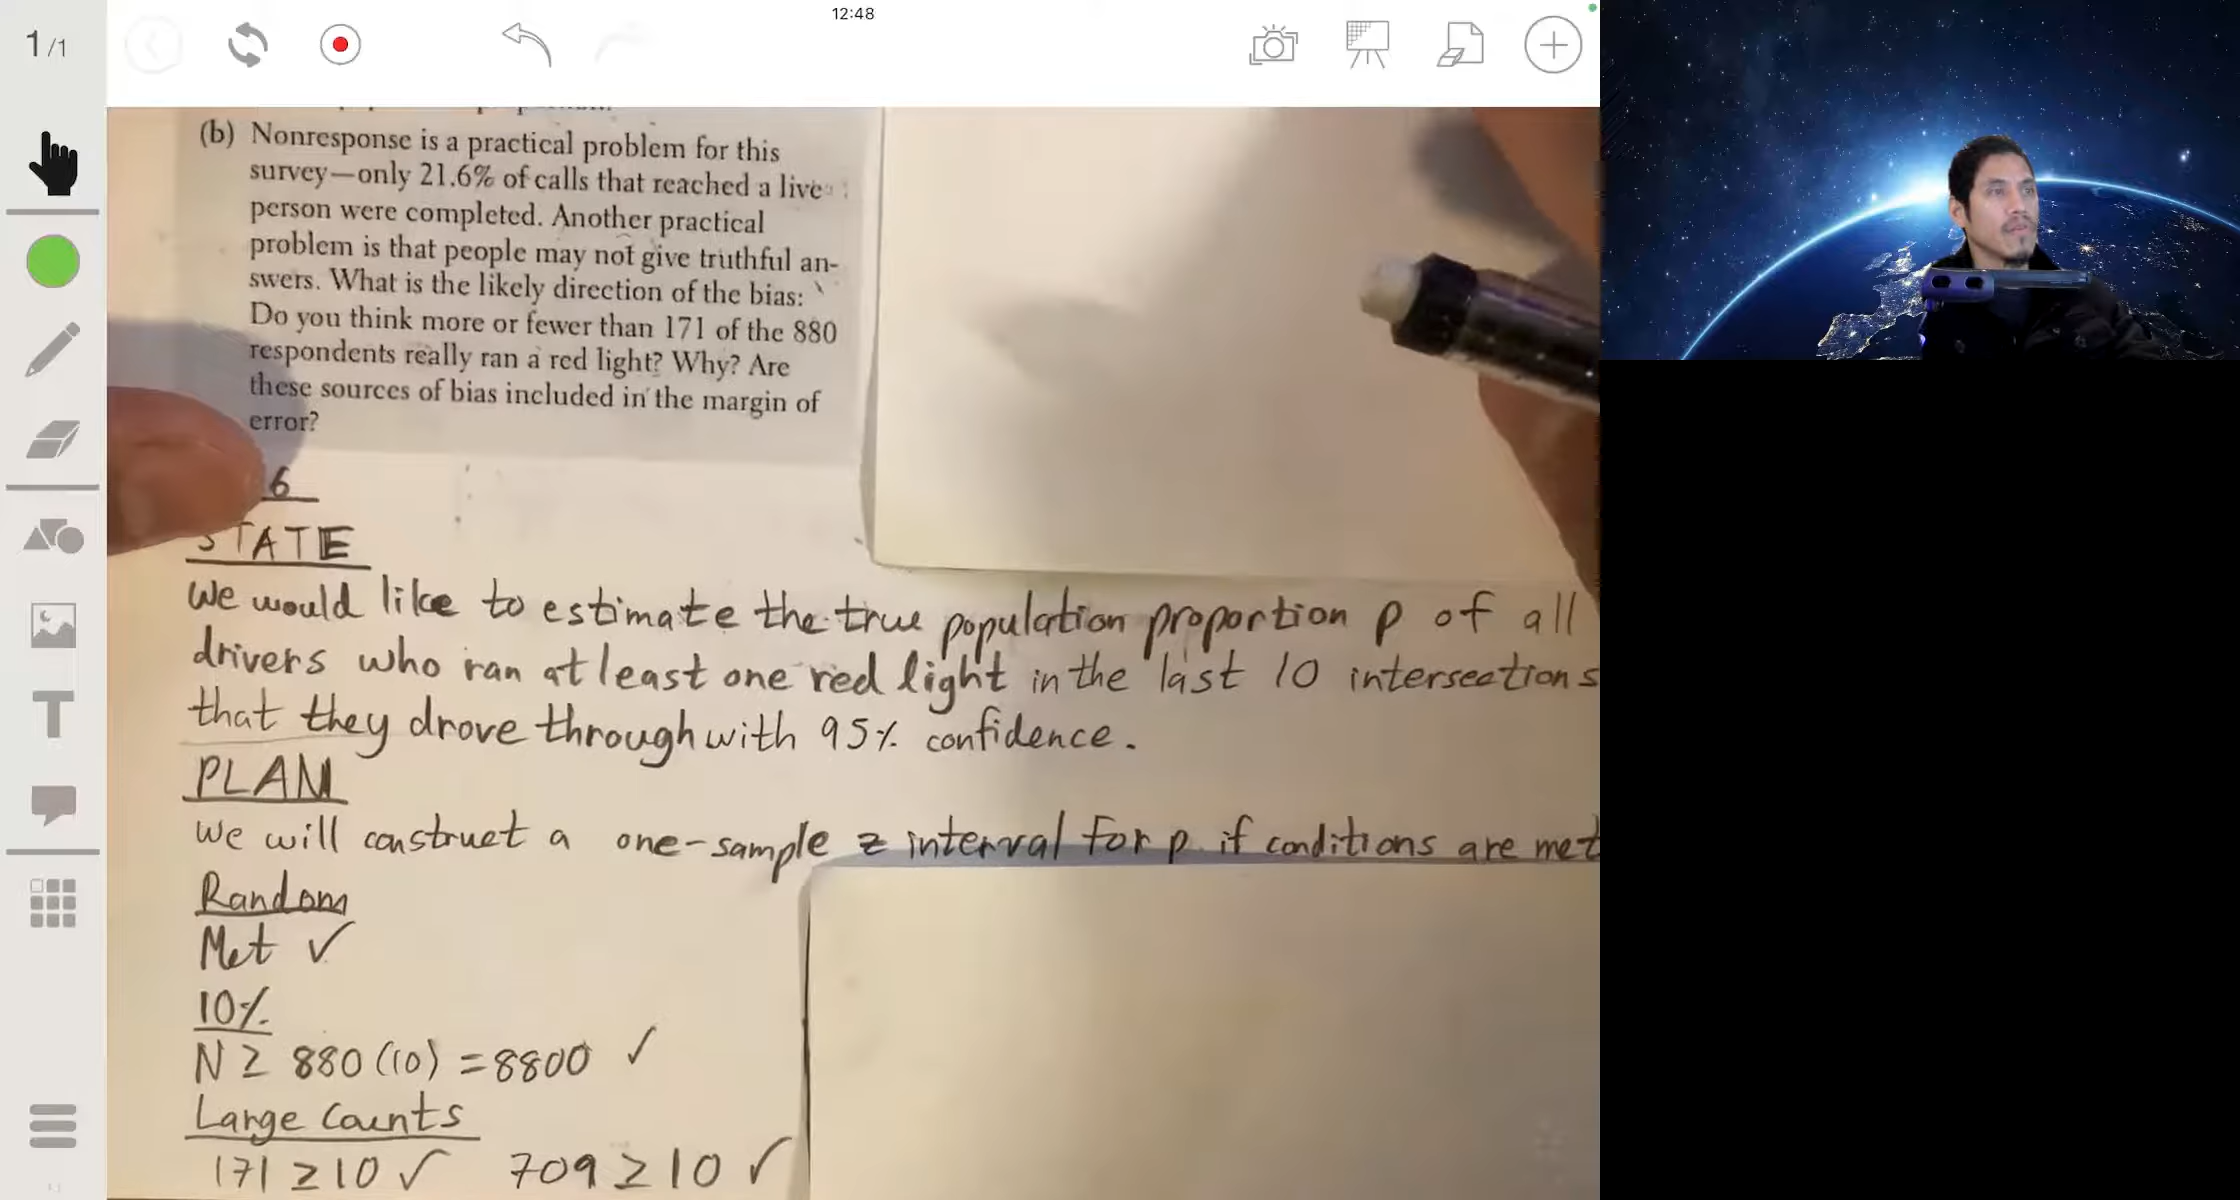 12:48
1/1
(b) Nonresponse is a practical problem for this
survey—only 21.6% of calls that reached a live
person were completed. Another practical
problem is that people may not give truthful an-
swers. What is the likely direction of the bias:
Do you think more or fewer than 171 of the 880
respondents really ran a red light? Why? Are
these sources of bias included in the margin of
error?
6
STATE
We would like to estimate the true population proportion p of all
drivers who ran at least one red light in the last 10 intersections
that they drove through with 95% confidence.
PLAN
We will construct a one-sample z interval for p if conditions are met
Random
Met ✓
10%
N ≥ 880 (10) = 8800 ✓
Large Counts
171 ≥ 10 ✓ 709 ≥ 10 ✓
T